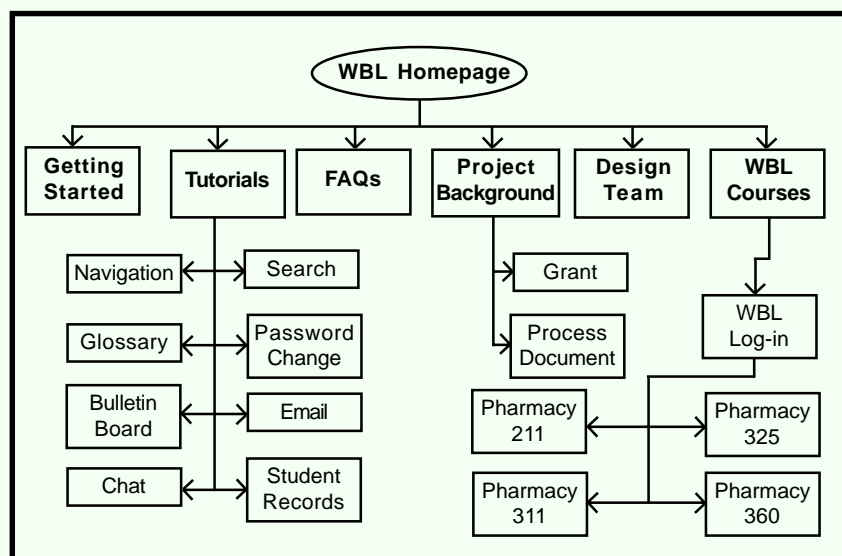 WBL Homepage
Getting
Started
Tutorials
FAQs
Project
Background
Design
Team
WBL
Courses
Navigation
Search
Glossary
Password
Change
Bulletin
Board
Email
Chat
Student
Records
Grant
Process
Document
WBL
Log-in
Pharmacy
211
Pharmacy
325
Pharmacy
311
Pharmacy
360